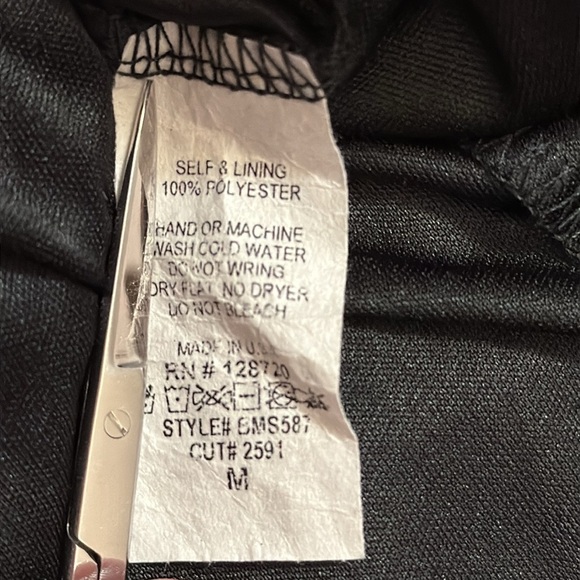 SELF & LINING
100% POLYESTER
HAND OR MACHINE
WASH COLD WATER
DO NOT WRING
DRY FLAT, NO DRYER
DO NOT BLEACH
MADE IN
RN # 128720
STYLE# BMS587
CUT# 2591
M